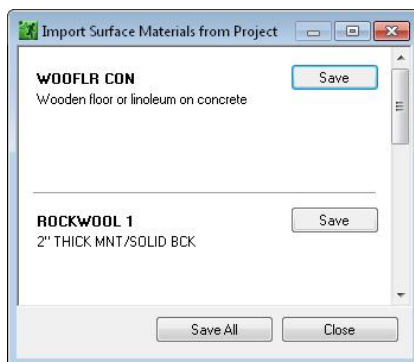 Import Surface Materials from Project
WOOFLR CON
Save
Wooden floor or linoleum on concrete
ROCKWOOL 1
Save
2" THICK MNT/SOLID BCK
Save All
Close